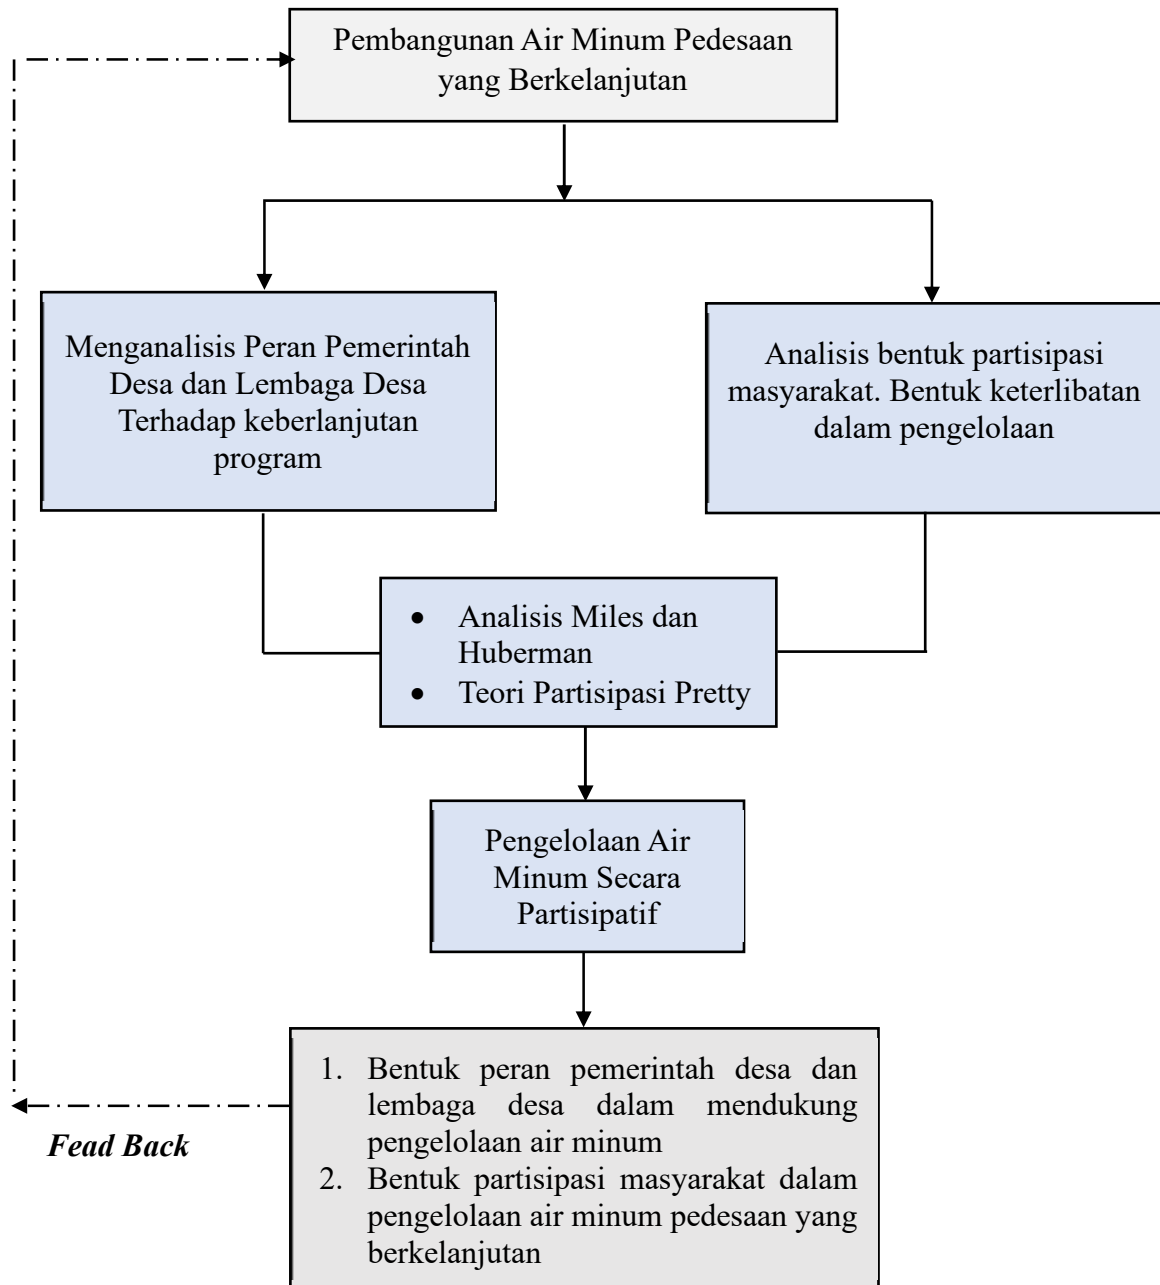 Pembangunan Air Minum Pedesaan
yang Berkelanjutan
Menganalisis Peran Pemerintah
Desa dan Lembaga Desa
Terhadap keberlanjutan
program
Analisis bentuk partisipasi
masyarakat. Bentuk keterlibatan
dalam pengelolaan
• Analisis Miles dan
Huberman
• Teori Partisipasi Pretty
Pengelolaan Air
Minum Secara
Partisipatif
1. Bentuk peran pemerintah desa dan
lembaga desa dalam mendukung
pengelolaan air minum
2. Bentuk partisipasi masyarakat dalam
pengelolaan air minum pedesaan yang
berkelanjutan
Fead Back